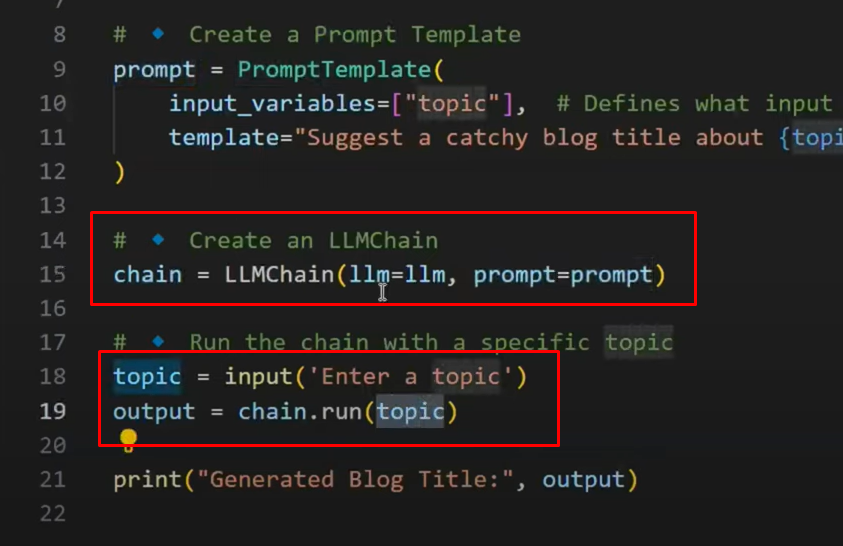 7
8 # 🔹 Create a Prompt Template
9 prompt = PromptTemplate(
10 input_variables=["topic"], # Defines what input
11 template="Suggest a catchy blog title about {topi
12 )
13
14 # 🔹 Create an LLMChain
15 chain = LLMChain(llm=llm, prompt=prompt)
16
17 # 🔹 Run the chain with a specific topic
18 topic = input('Enter a topic')
19 output = chain.run(topic)
20
21 print("Generated Blog Title:", output)
22